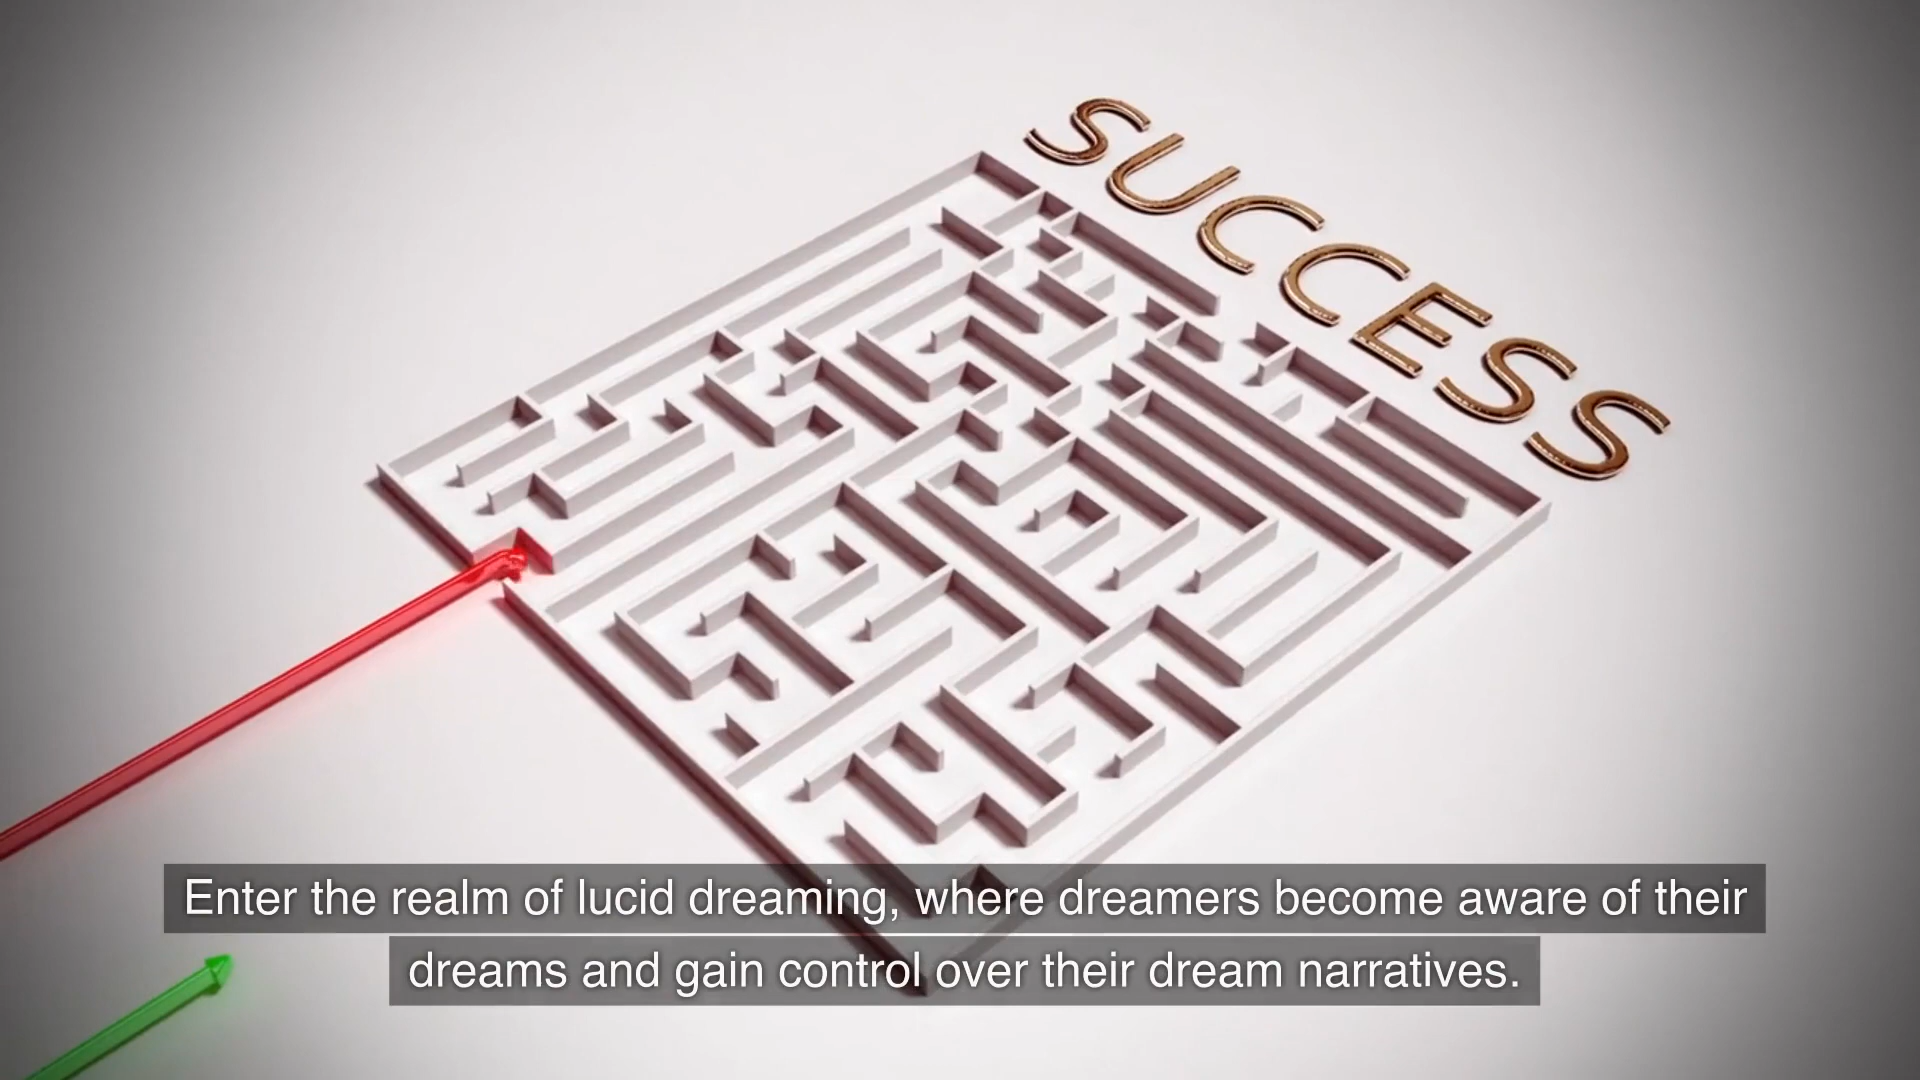 SUCCESS
Enter the realm of lucid dreaming, where dreamers become aware of their
dreams and gain control over their dream narratives.